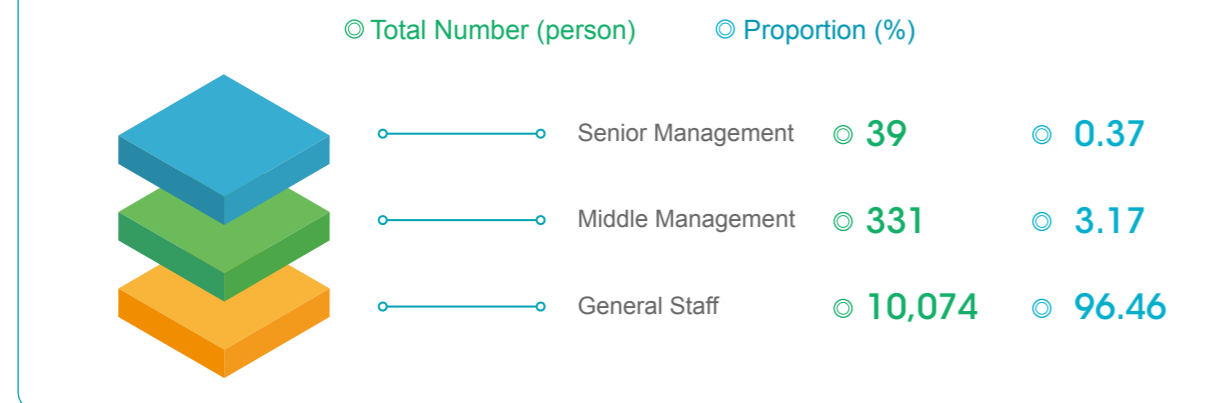 ◎ Total Number (person) ◎ Proportion (%)
Senior Management ◎ 39 ◎ 0.37
Middle Management ◎ 331 ◎ 3.17
General Staff ◎ 10,074 ◎ 96.46